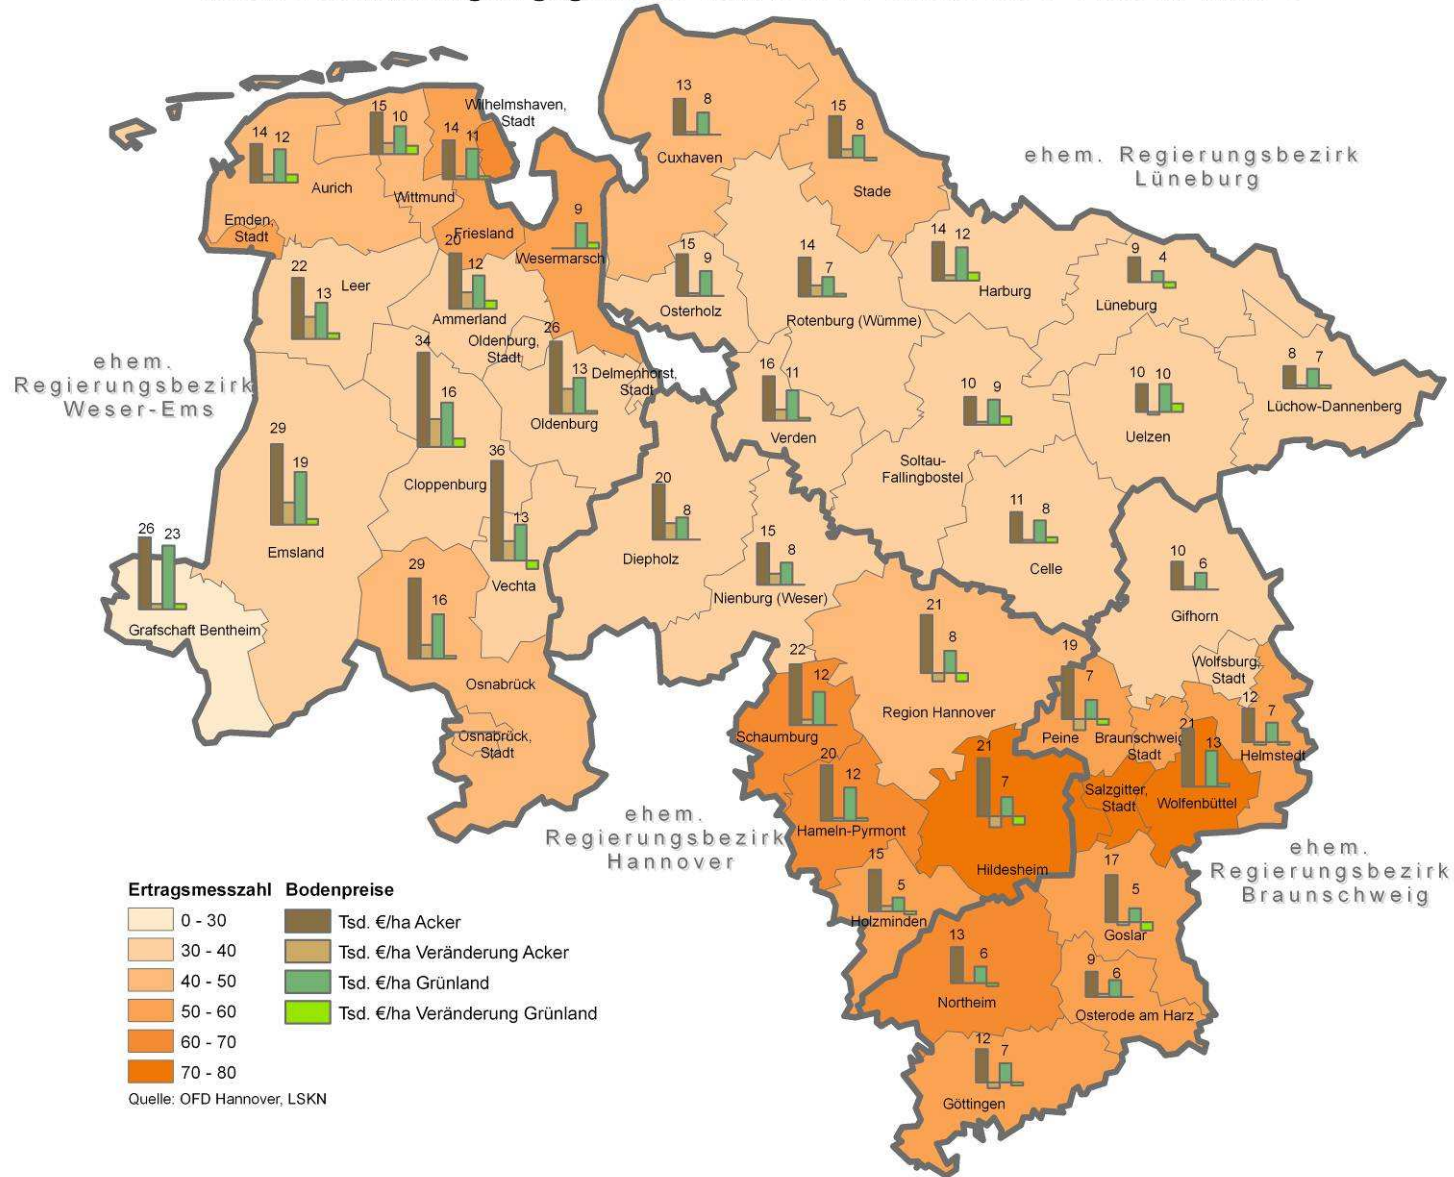 13
8
Cuxhaven
15
8
Stade
ehem. Regierungsbezirk
Lüneburg
Wilhelmshaven,
Stadt
14
12
Aurich
15
10
Wittmund
14
11
Friesland
Emden,
Stadt
9
Wesermarsch
22
13
Leer
20
12
Ammerland
Oldenburg,
Stadt
15
9
Osterholz
14
7
Rotenburg (Wümme)
14
12
Harburg
9
4
Lüneburg
8
7
Lüchow-Dannenberg
10
10
Uelzen
ehem.
Regierungsbezirk
Weser-Ems
34
16
Cloppenburg
26
13
Oldenburg
Delmenhorst,
Stadt
16
11
Verden
10
9
Soltau-
Fallingbostel
29
19
Emsland
36
13
Vechta
20
8
Diepholz
15
8
Nienburg (Weser)
11
8
Celle
10
6
Gifhorn
26
23
Grafschaft Bentheim
29
16
Osnabrück
Osnabrück,
Stadt
21
8
Region Hannover
22
12
Schaumburg
19
7
Peine
Braunschweig
Stadt
Wolfsburg,
Stadt
12
7
Helmstedt
21
13
Wolfenbüttel
Salzgitter,
Stadt
20
12
Hameln-Pyrmont
21
7
Hildesheim
ehem.
Regierungsbezirk
Hannover
15
5
Holzminden
17
5
Goslar
ehem.
Regierungsbezirk
Braunschweig
13
6
Northeim
9
6
Osterode am Harz
12
7
Göttingen
Ertragsmesszahl
0 - 30
30 - 40
40 - 50
50 - 60
60 - 70
70 - 80
Bodenpreise
Tsd. €/ha Acker
Tsd. €/ha Veränderung Acker
Tsd. €/ha Grünland
Tsd. €/ha Veränderung Grünland
Quelle: OFD Hannover, LSKN